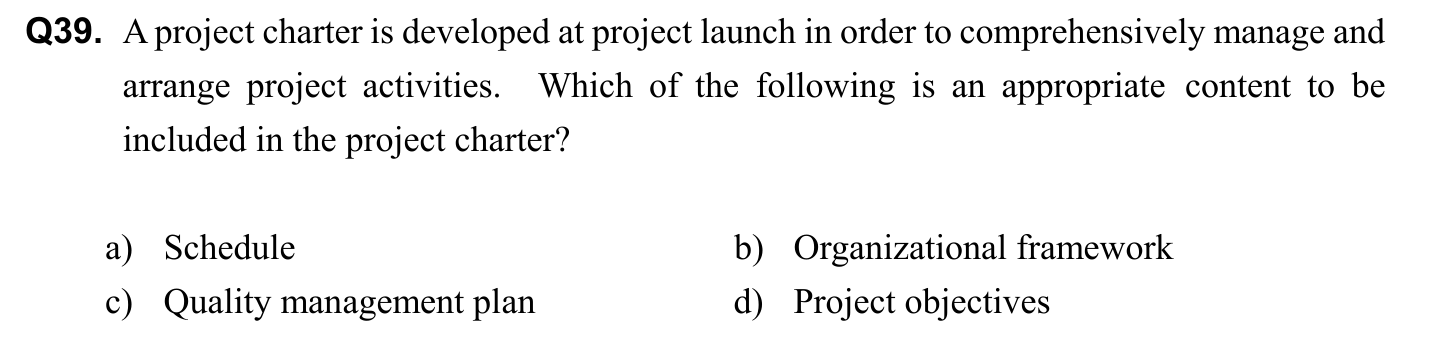 Q39. A project charter is developed at project launch in order to comprehensively manage and
arrange project activities. Which of the following is an appropriate content to be
included in the project charter?
a) Schedule b) Organizational framework
c) Quality management plan d) Project objectives